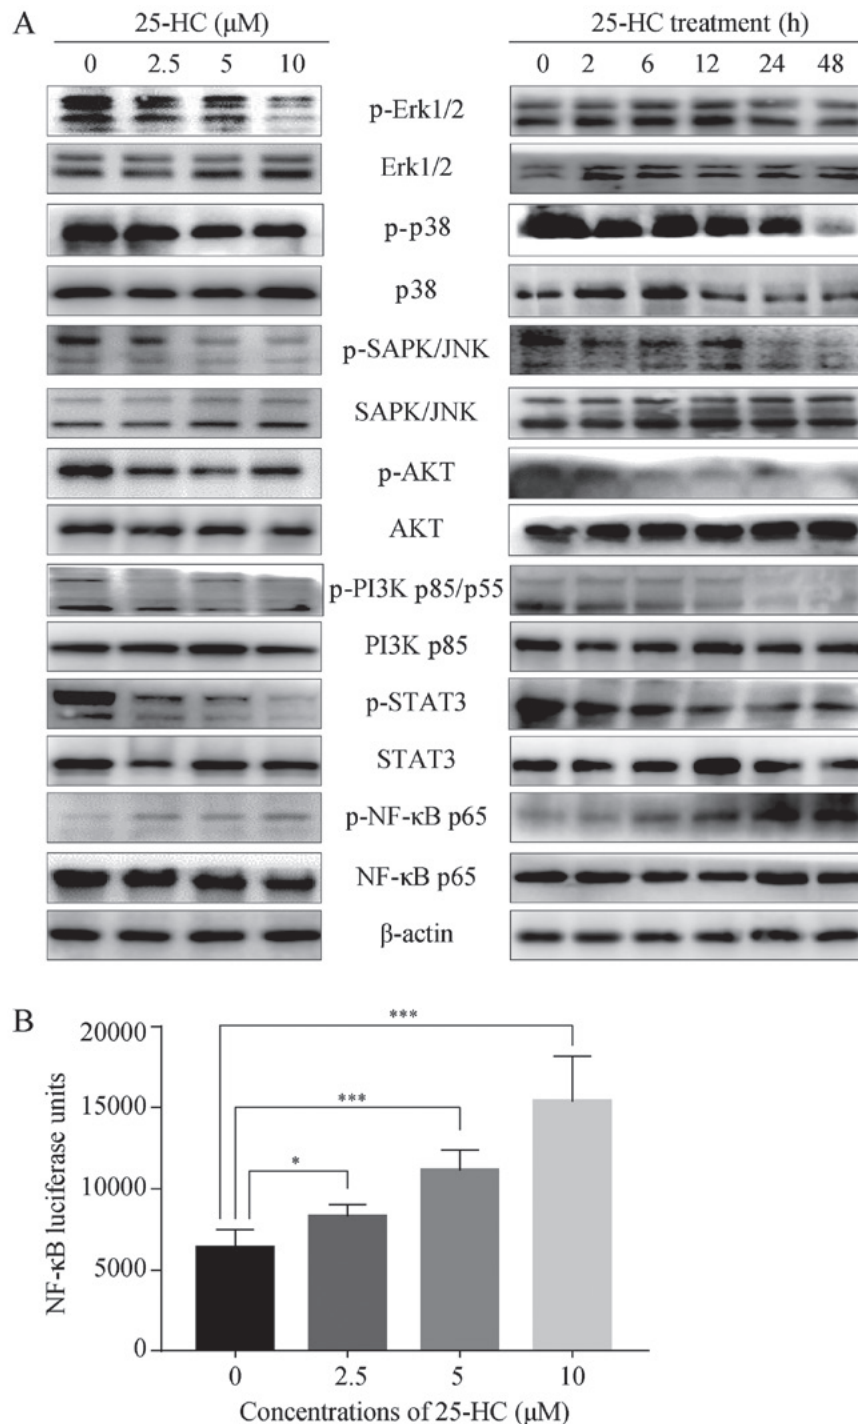 A
25-HC (μM)
25-HC treatment (h)
0 2.5 5 10
0 2 6 12 24 48
p-Erk1/2
Erk1/2
p-p38
p38
p-SAPK/JNK
SAPK/JNK
p-AKT
AKT
p-PI3K p85/p55
PI3K p85
p-STAT3
STAT3
p-NF-κB p65
NF-κB p65
β-actin
B
NF-κB luciferase units
20000
15000
10000
5000
0
***
***
*
0 2.5 5 10
Concentrations of 25-HC (μM)